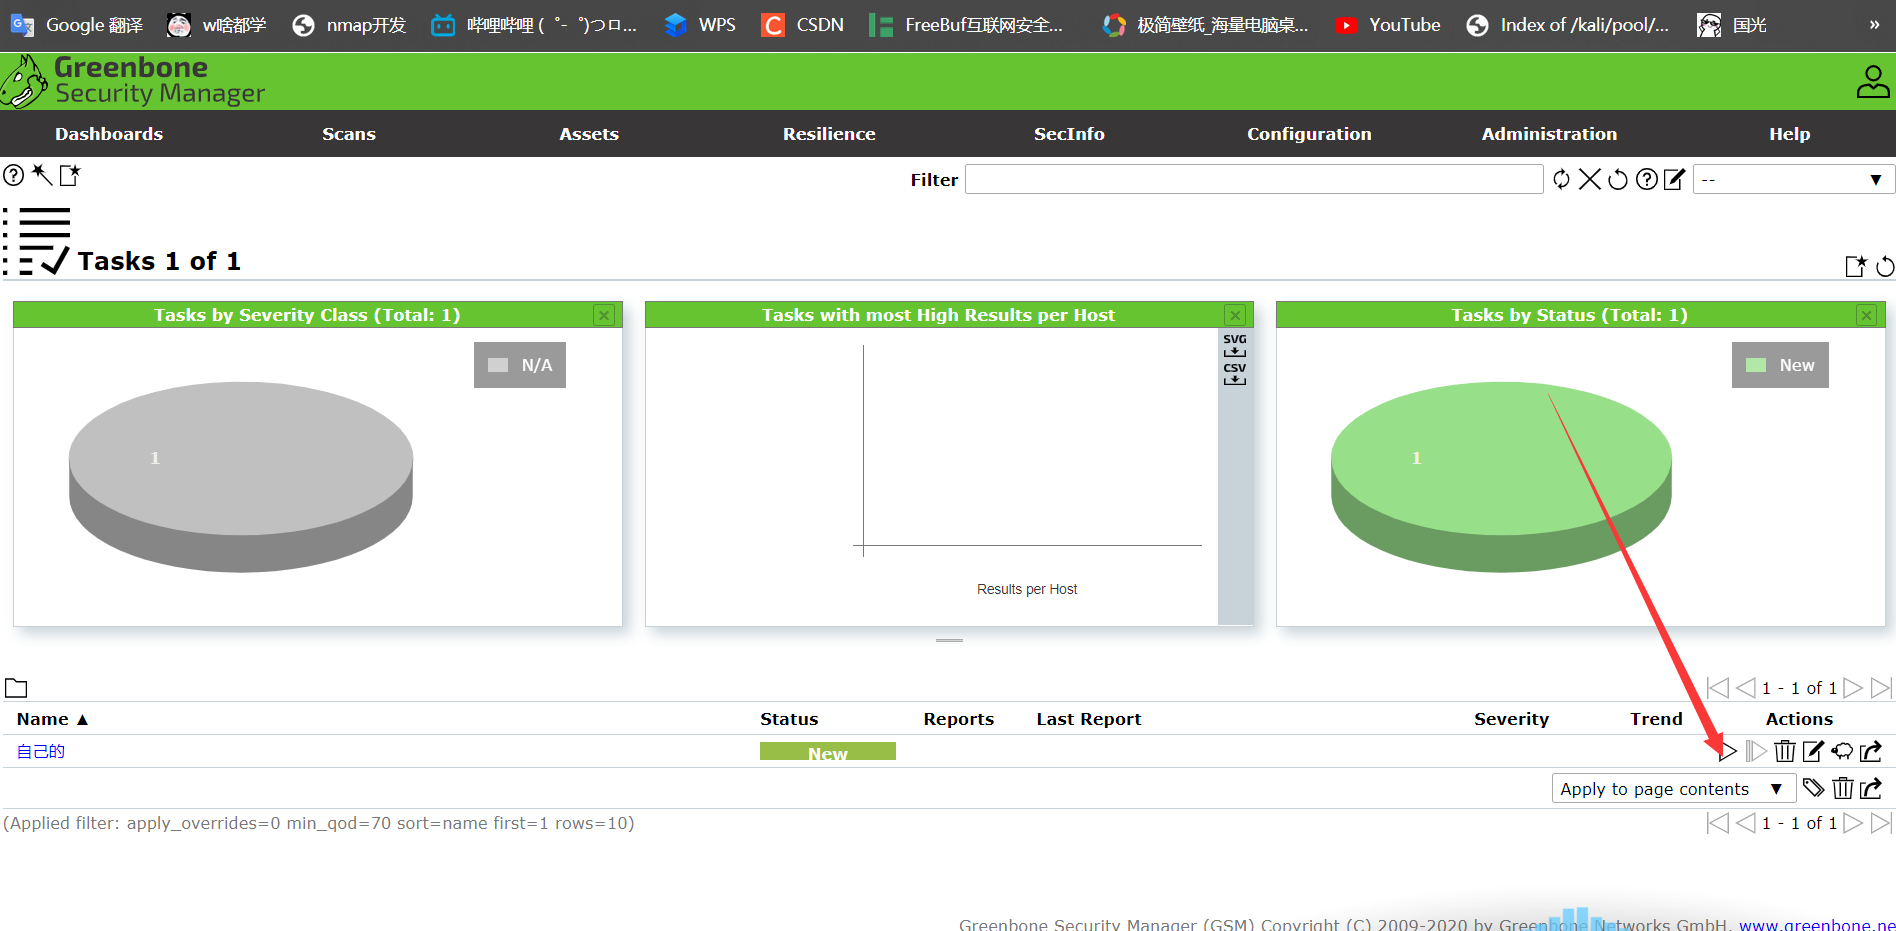 Google 翻译 w啥都学 nmap开发 哔哩哔哩 (゜-゜)つロ... WPS CSDN FreeBuf互联网安全... 极简壁纸_海量电脑桌... YouTube Index of /kali/pool/... 国光 »
Greenbone
Security Manager
Dashboards Scans Assets Resilience SecInfo Configuration Administration Help
Filter --
Tasks 1 of 1
Tasks by Severity Class (Total: 1)
N/A
1
Tasks with most High Results per Host
SVG
CSV
Results per Host
Tasks by Status (Total: 1)
New
1
1 - 1 of 1
Name ▲ Status Reports Last Report Severity Trend Actions
自己的 New
Apply to page contents ▼
(Applied filter: apply_overrides=0 min_qod=70 sort=name first=1 rows=10) 1 - 1 of 1
Greenbone Security Manager (GSM) Copyright (C) 2009-2020 by Greenbone Networks GmbH, www.greenbone.ne